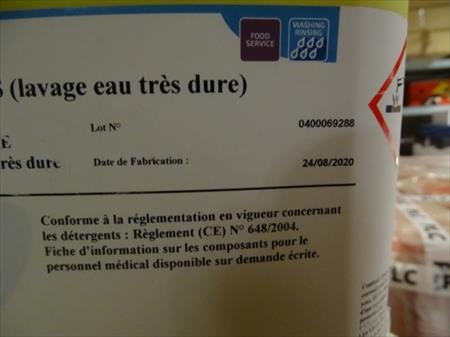 FOOD
SERVICE
WASHING
RINSING
(lavage eau très dure)
Lot N° 0400069288
E
rès dure Date de Fabrication : 24/08/2020
Conforme à la réglementation en vigueur concernant
les détergents : Règlement (CE) N° 648/2004.
Fiche d'information sur les composants pour le
personnel médical disponible sur demande écrite.
LC
LC